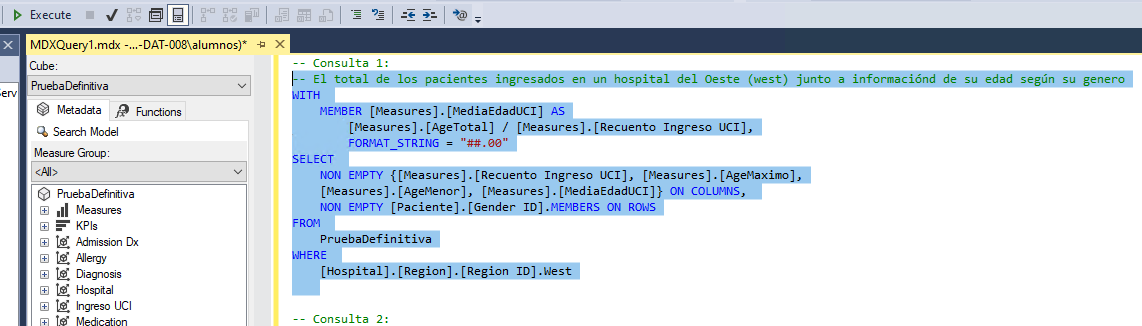 Execute
MDXQuery1.mdx -...-DAT-008\alumnos)*
Cube:
PruebaDefinitiva
Metadata
Functions
Search Model
Measure Group:
<All>
PruebaDefinitiva
Measures
KPIs
Admission Dx
Allergy
Diagnosis
Hospital
Ingreso UCI
Medication
-- Consulta 1:
-- El total de los pacientes ingresados en un hospital del Oeste (west) junto a informaciónd de su edad según su genero
WITH
MEMBER [Measures].[MediaEdadUCI] AS
[Measures].[AgeTotal] / [Measures].[Recuento Ingreso UCI],
FORMAT_STRING = "##.00"
SELECT
NON EMPTY {[Measures].[Recuento Ingreso UCI], [Measures].[AgeMaximo],
[Measures].[AgeMenor], [Measures].[MediaEdadUCI]} ON COLUMNS,
NON EMPTY [Paciente].[Gender ID].MEMBERS ON ROWS
FROM
PruebaDefinitiva
WHERE
[Hospital].[Region].[Region ID].West
-- Consulta 2: